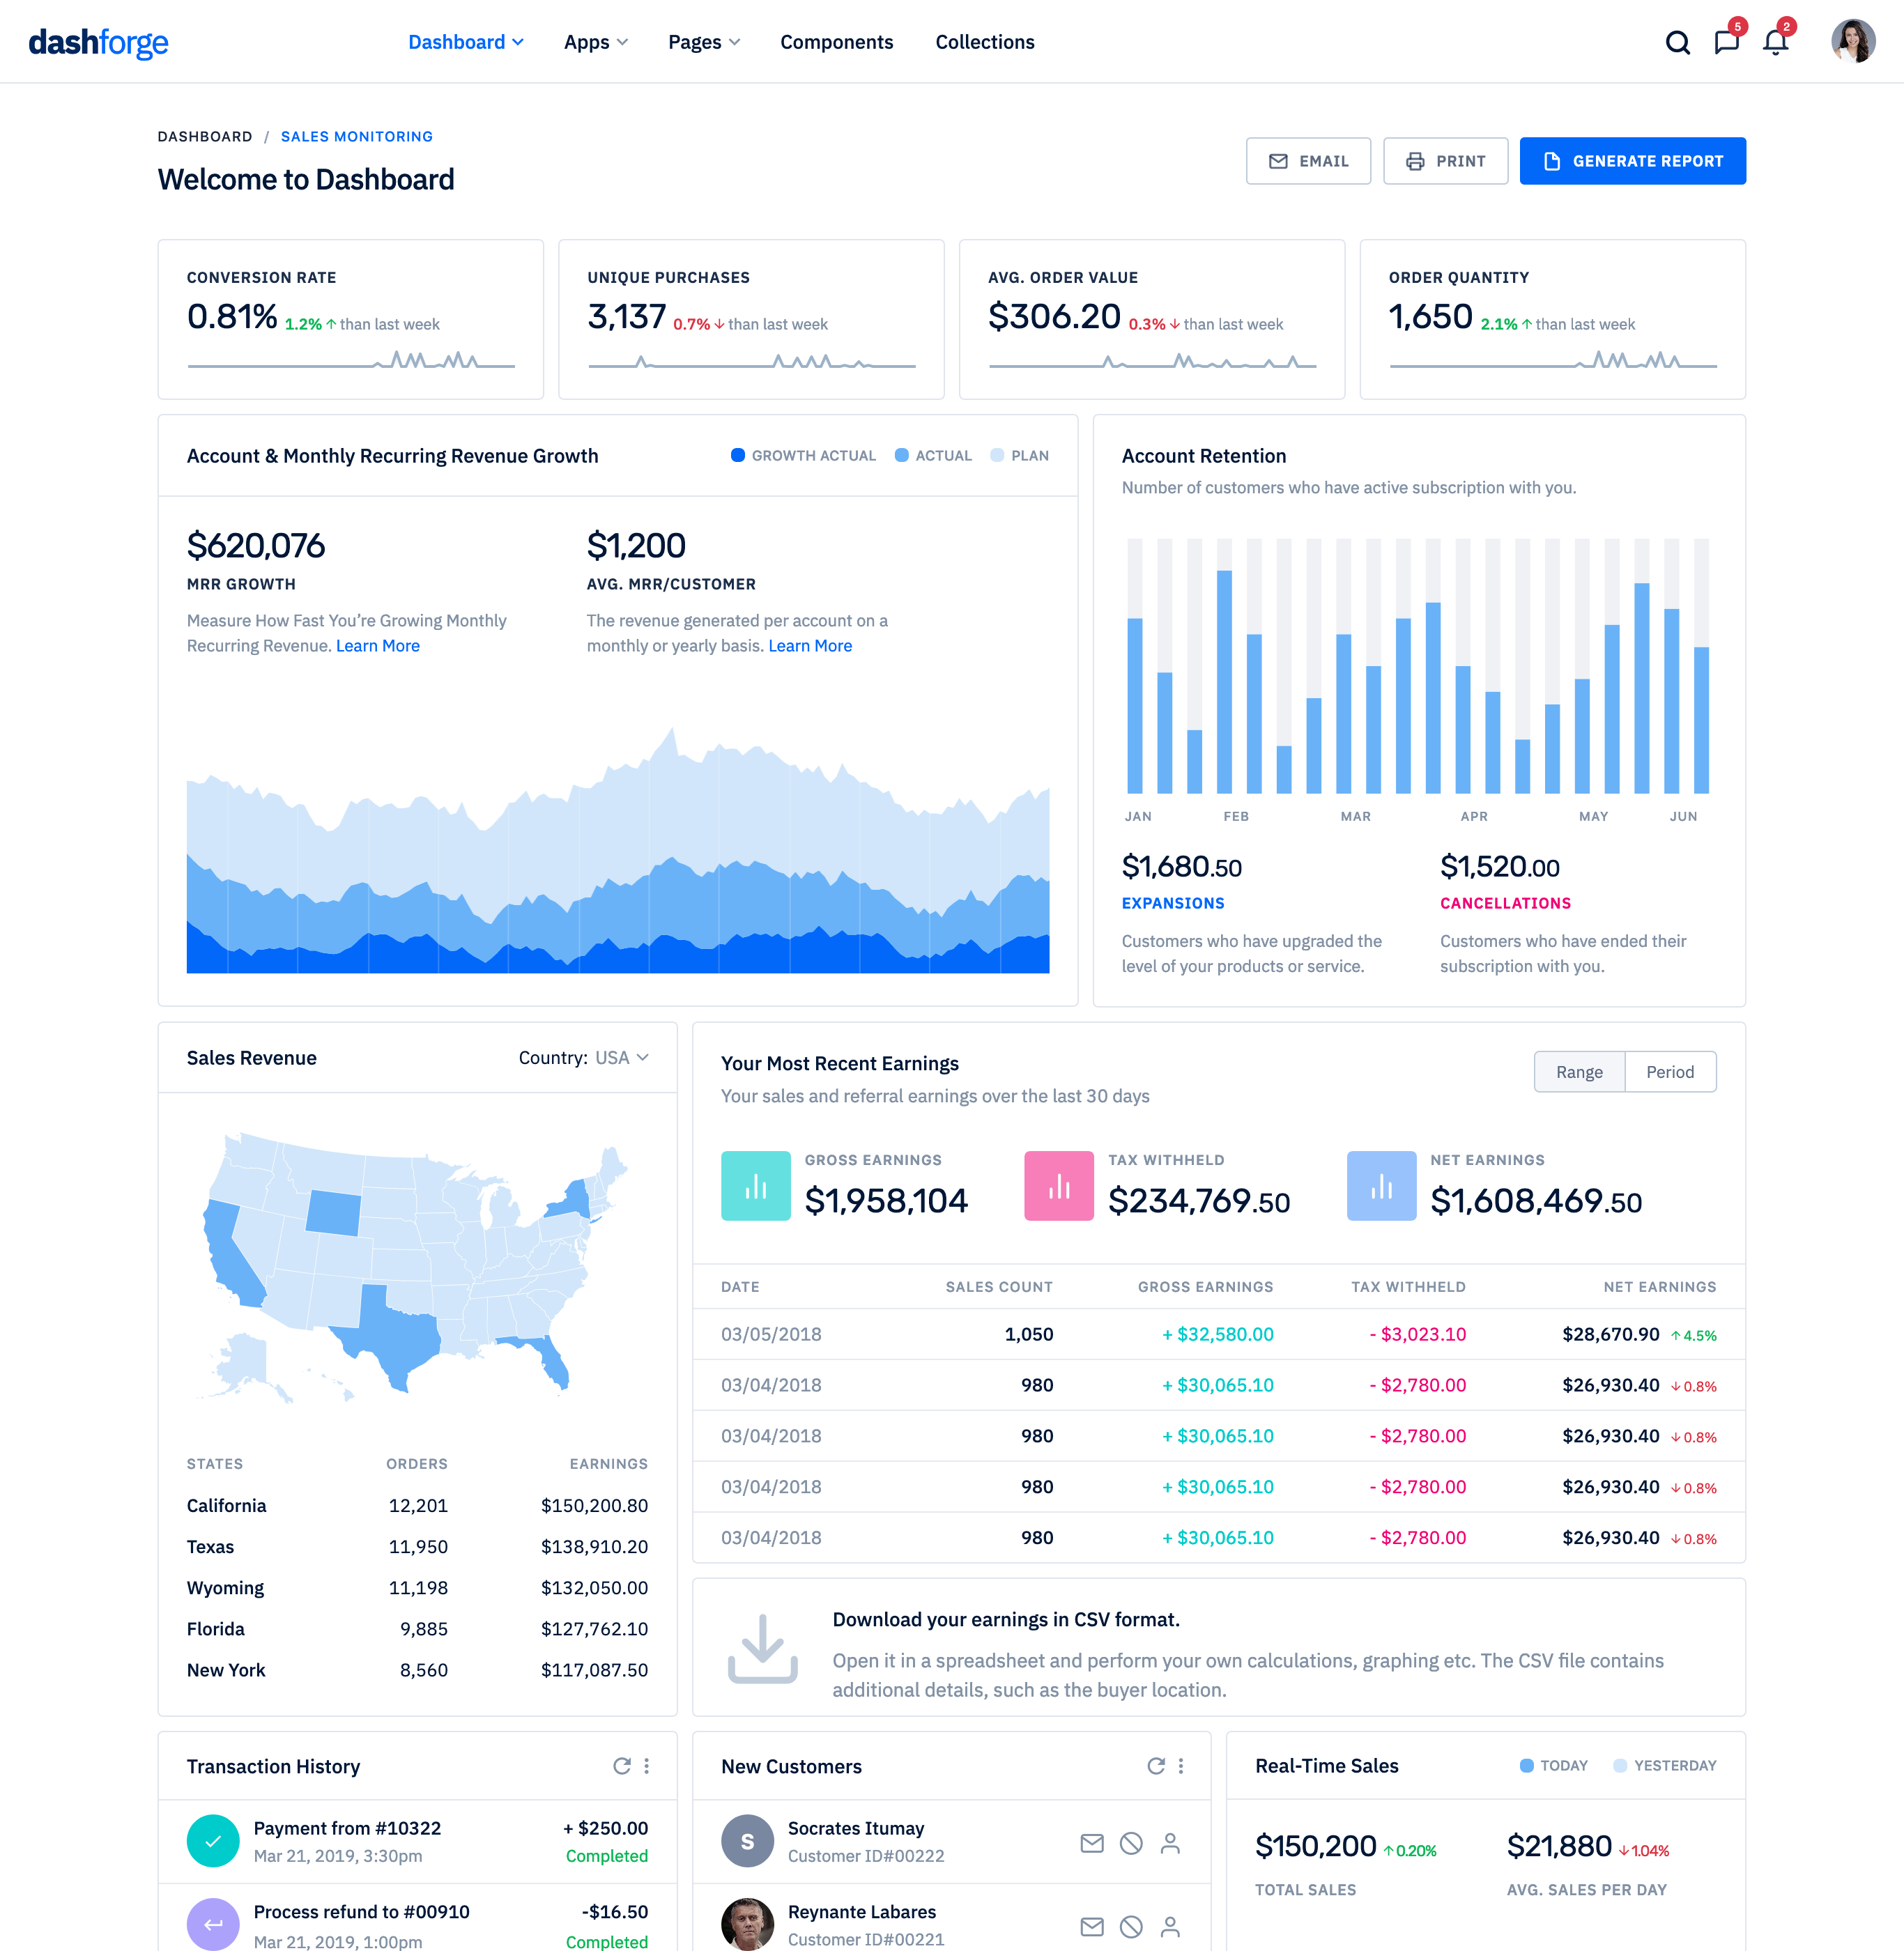 dashforge
Dashboard Apps Pages Components Collections
5 2
DASHBOARD / SALES MONITORING
Welcome to Dashboard
EMAIL PRINT GENERATE REPORT
CONVERSION RATE
0.81% 1.2% ↑ than last week
UNIQUE PURCHASES
3,137 0.7% ↓ than last week
AVG. ORDER VALUE
$306.20 0.3% ↓ than last week
ORDER QUANTITY
1,650 2.1% ↑ than last week
Account & Monthly Recurring Revenue Growth
GROWTH ACTUAL ACTUAL PLAN
$620,076
MRR GROWTH
Measure How Fast You’re Growing Monthly
Recurring Revenue. Learn More
$1,200
AVG. MRR/CUSTOMER
The revenue generated per account on a
monthly or yearly basis. Learn More
Account Retention
Number of customers who have active subscription with you.
JAN FEB MAR APR MAY JUN
$1,680.50
EXPANSIONS
Customers who have upgraded the
level of your products or service.
$1,520.00
CANCELLATIONS
Customers who have ended their
subscription with you.
Sales Revenue Country: USA
STATES ORDERS EARNINGS
California 12,201 $150,200.80
Texas 11,950 $138,910.20
Wyoming 11,198 $132,050.00
Florida 9,885 $127,762.10
New York 8,560 $117,087.50
Your Most Recent Earnings
Your sales and referral earnings over the last 30 days
Range Period
GROSS EARNINGS
$1,958,104
TAX WITHHELD
$234,769.50
NET EARNINGS
$1,608,469.50
DATE SALES COUNT GROSS EARNINGS TAX WITHHELD NET EARNINGS
03/05/2018 1,050 + $32,580.00 - $3,023.10 $28,670.90 ↑ 4.5%
03/04/2018 980 + $30,065.10 - $2,780.00 $26,930.40 ↓ 0.8%
03/04/2018 980 + $30,065.10 - $2,780.00 $26,930.40 ↓ 0.8%
03/04/2018 980 + $30,065.10 - $2,780.00 $26,930.40 ↓ 0.8%
03/04/2018 980 + $30,065.10 - $2,780.00 $26,930.40 ↓ 0.8%
Download your earnings in CSV format.
Open it in a spreadsheet and perform your own calculations, graphing etc. The CSV file contains
additional details, such as the buyer location.
Transaction History
Payment from #10322 + $250.00
Mar 21, 2019, 3:30pm Completed
Process refund to #00910 -$16.50
Mar 21, 2019, 1:00pm Completed
New Customers
S
Socrates Itumay
Customer ID#00222
Reynante Labares
Customer ID#00221
Real-Time Sales TODAY YESTERDAY
$150,200 ↑ 0.20%
TOTAL SALES
$21,880 ↓ 1.04%
AVG. SALES PER DAY